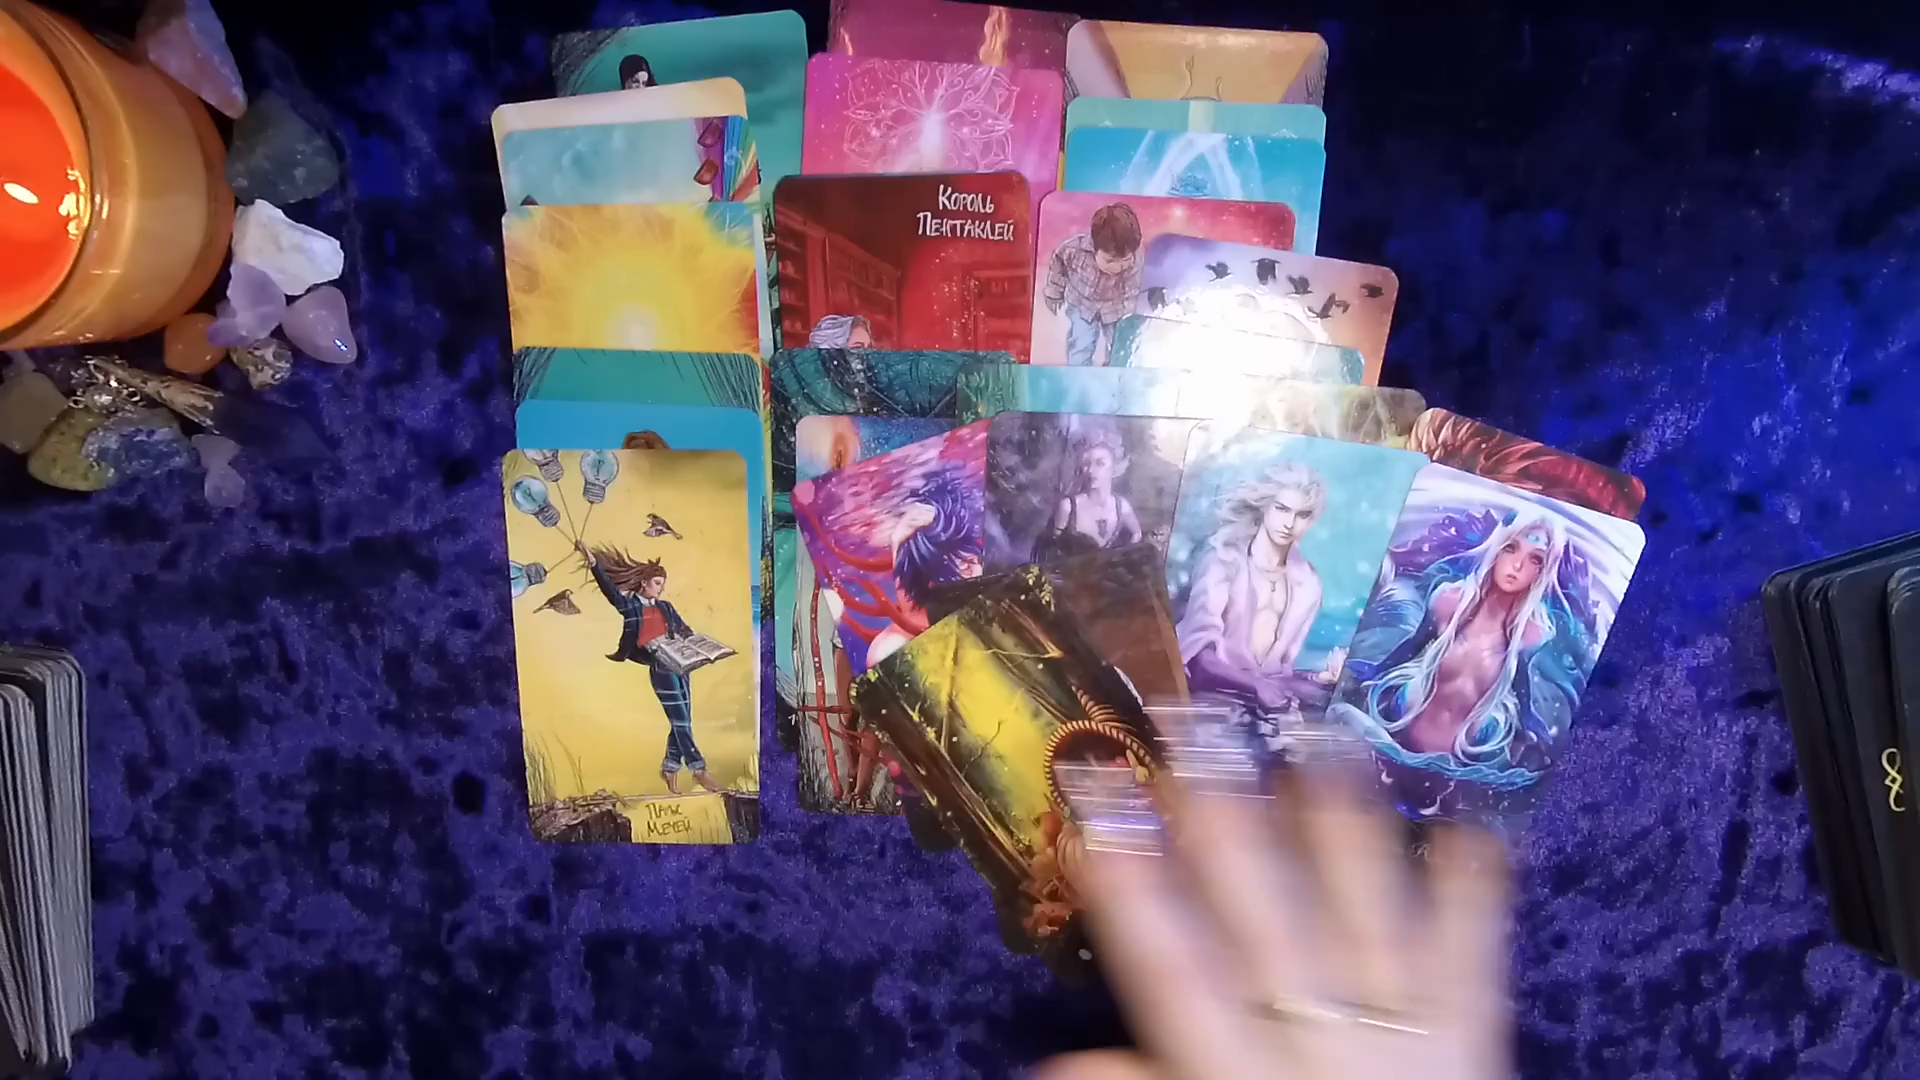 Король
Пентаклей
Паж
Мечей